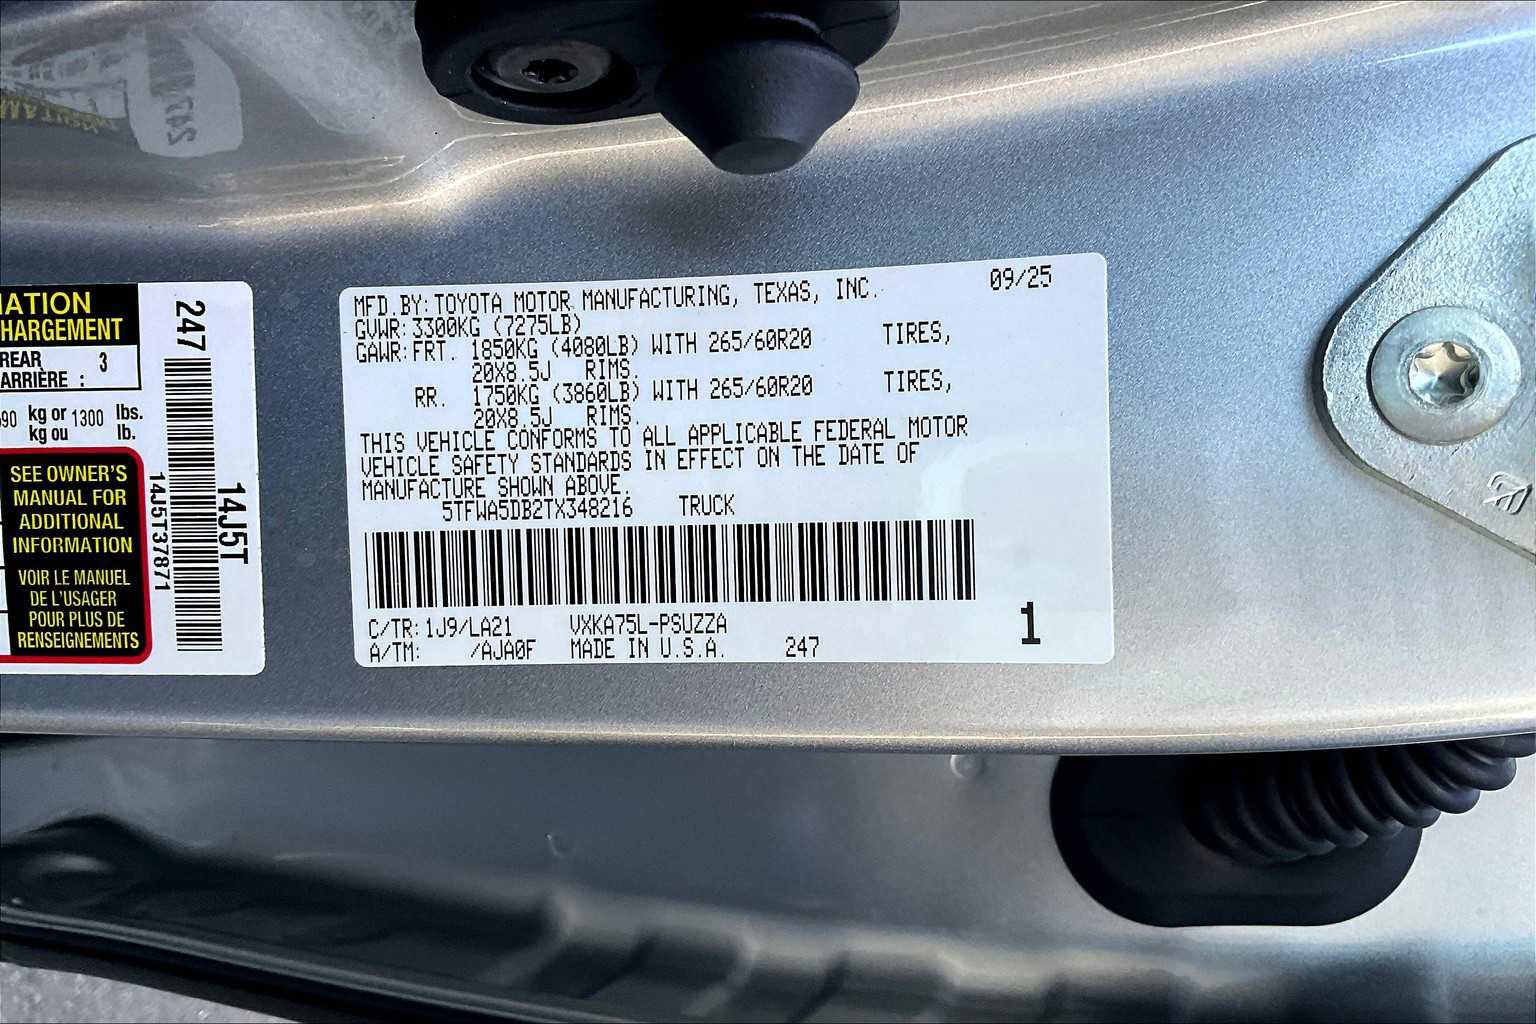 MFD. BY: TOYOTA MOTOR MANUFACTURING, TEXAS, INC. 09/25
GVWR: 3300KG (7275LB)
GAWR: FRT. 1850KG (4080LB) WITH 265/60R20 TIRES,
20X8.5J RIMS.
RR. 1750KG (3860LB) WITH 265/60R20 TIRES,
20X8.5J RIMS.
THIS VEHICLE CONFORMS TO ALL APPLICABLE FEDERAL MOTOR
VEHICLE SAFETY STANDARDS IN EFFECT ON THE DATE OF
MANUFACTURE SHOWN ABOVE.
5TFWA5DB2TX348216 TRUCK
C/TR: 1J9/LA21 VXKA75L-PSUZZA
A/TM: /AJA0F MADE IN U.S.A. 247
1
IATION
HARGEMENT
REAR 3
ARRIÈRE :
90 kg or 1300 lbs.
kg ou lb.
SEE OWNER'S
MANUAL FOR
ADDITIONAL
INFORMATION
VOIR LE MANUEL
DE L'USAGER
POUR PLUS DE
RENSEIGNEMENTS
247
14J5T37871
14J5T